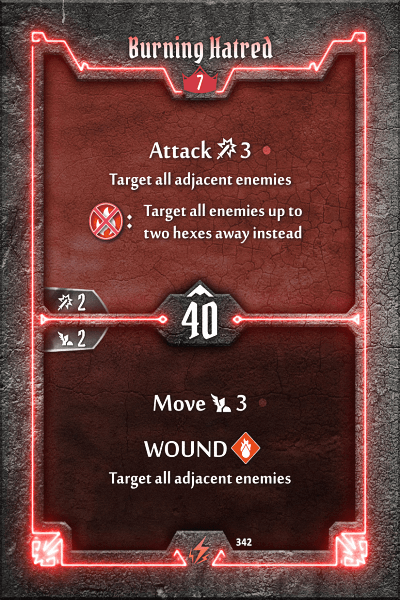 Burning Hatred
7
Attack 3
Target all adjacent enemies
: Target all enemies up to
two hexes away instead
2
40
2
Move 3
WOUND
Target all adjacent enemies
342